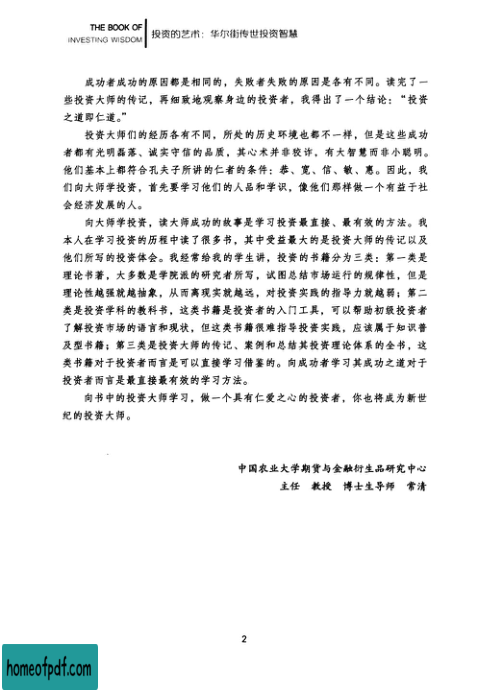 THE BOOK OF
INVESTING WISDOM
投资的艺术：华尔街传世投资智慧
成功者成功的原因都是相同的，失败者失败的原因是各有不同。读完了一
些投资大师的传记，再细致地观察身边的投资者，我得出了一个结论：“投资
之道即仁道。”
投资大师们的经历各有不同，所处的历史环境也都不一样，但是这些成功
者都有光明磊落、诚实守信的品质，其心术并非狡诈，有大智慧而非小聪明。
他们基本上都符合孔夫子所讲的仁者的条件：恭、宽、信、敏、惠。因此，我
们向大师学投资，首先要学习他们的人品和学识，像他们那样做一个有益于社
会经济发展的人。
向大师学投资，读大师成功的故事是学习投资最直接、最有效的方法。我
本人在学习投资的历程中读了很多书，其中受益最大的是投资大师的传记以及
他们所写的投资体会。我经常给我的学生讲，投资的书籍分为三类：第一类是
理论书著，大多数是学院派的研究者所写，试图总结市场运行的规律性，但是
理论性越强就越抽象，从而离现实就越远，对投资实践的指导力就越弱；第二
类是投资学科的教科书，这类书籍是投资者的入门工具，可以帮助初级投资者
了解投资市场的语言和现状，但这类书籍很难指导投资实践，应该属于知识普
及型书籍；第三类是投资大师的传记、案例和总结其投资理论体系的全书，这
类书籍对于投资者而言是可以直接学习借鉴的。向成功者学习其成功之道对于
投资者而言是最直接最有效的学习方法。
向书中的投资大师学习，做一个具有仁爱之心的投资者，你也将成为新世
纪的投资大师。
中国农业大学期货与金融衍生品研究中心
主任　教授　博士生导师　常清
2
homeofpdf.com